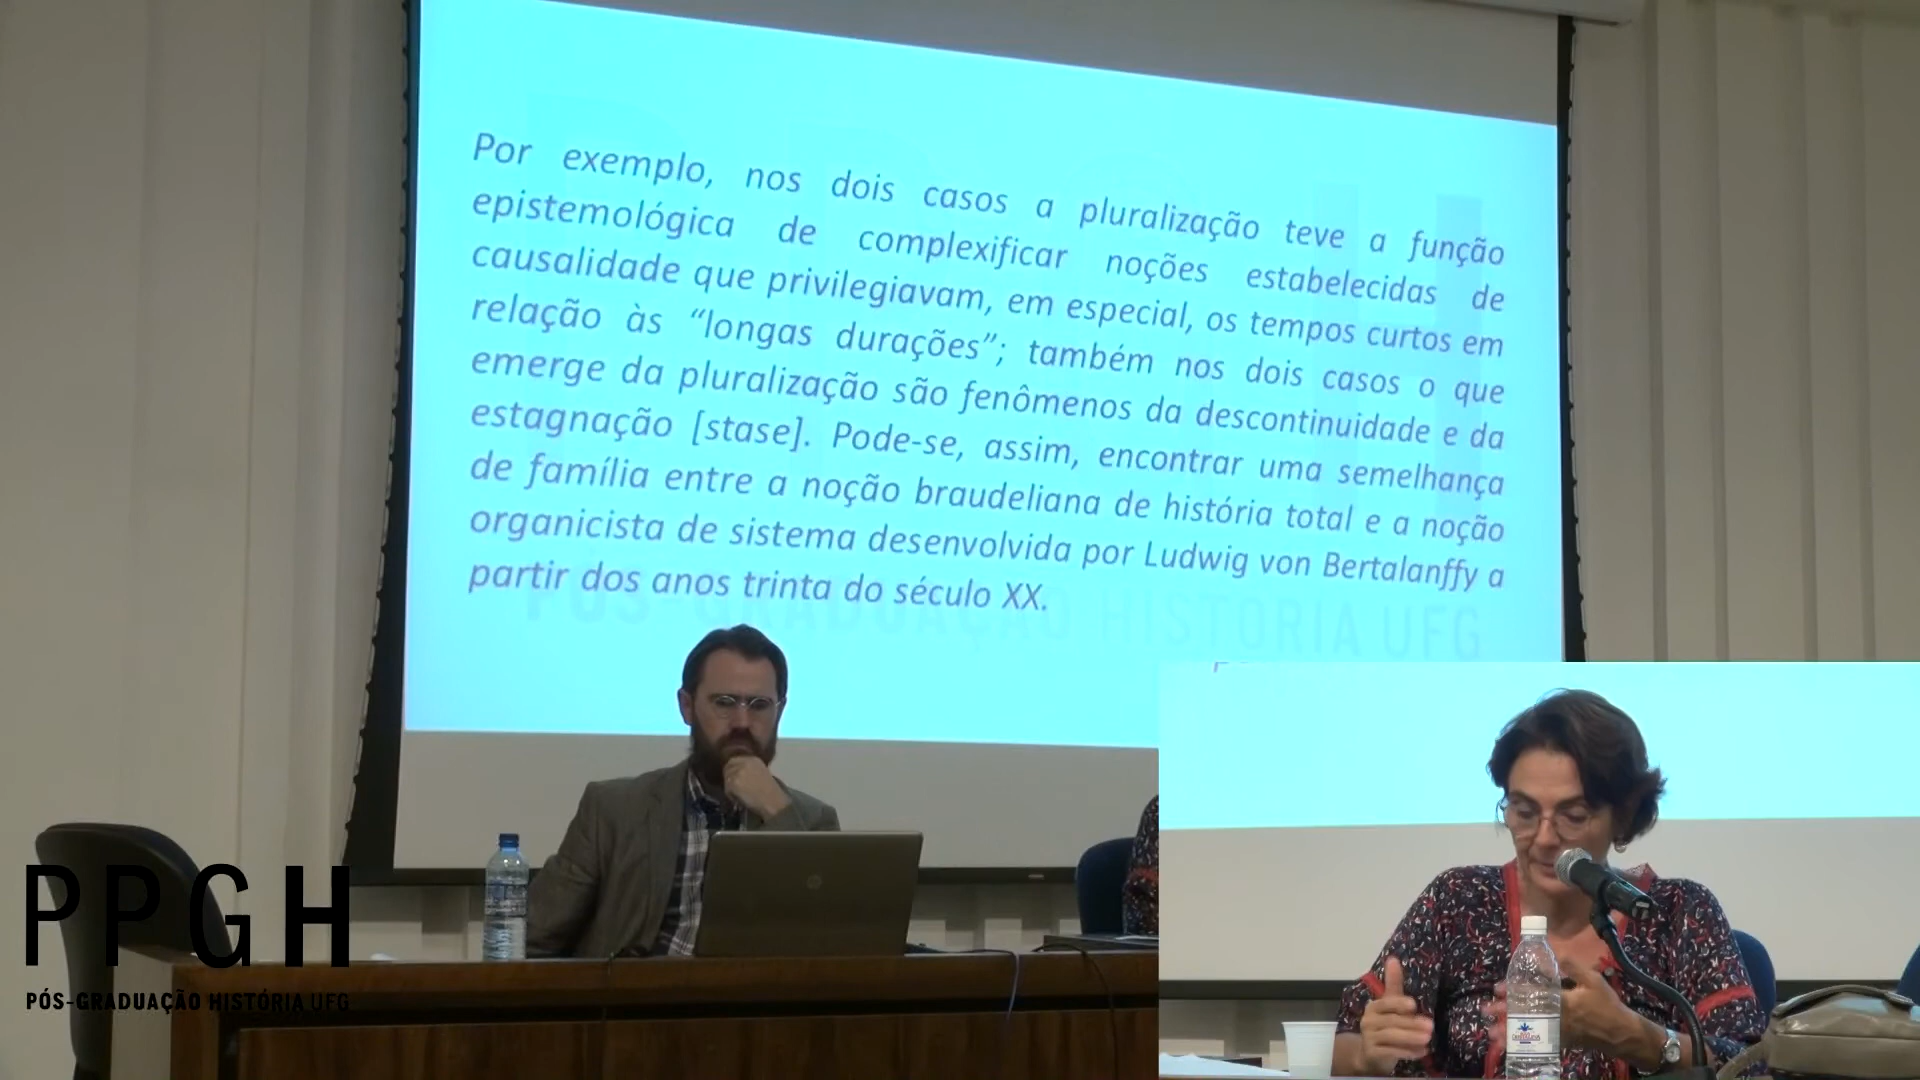 Por exemplo, nos dois casos a pluralização teve a função
epistemológica de complexificar noções estabelecidas de
causalidade que privilegiavam, em especial, os tempos curtos em
relação às “longas durações”; também nos dois casos o que
emerge da pluralização são fenômenos da descontinuidade e da
estagnação [stase]. Pode-se, assim, encontrar uma semelhança
de família entre a noção braudeliana de história total e a noção
organicista de sistema desenvolvida por Ludwig von Bertalanffy a
partir dos anos trinta do século XX.
PÓS-GRADUAÇÃO HISTÓRIA UFG
PPGH
PÓS-GRADUAÇÃO HISTÓRIA UFG